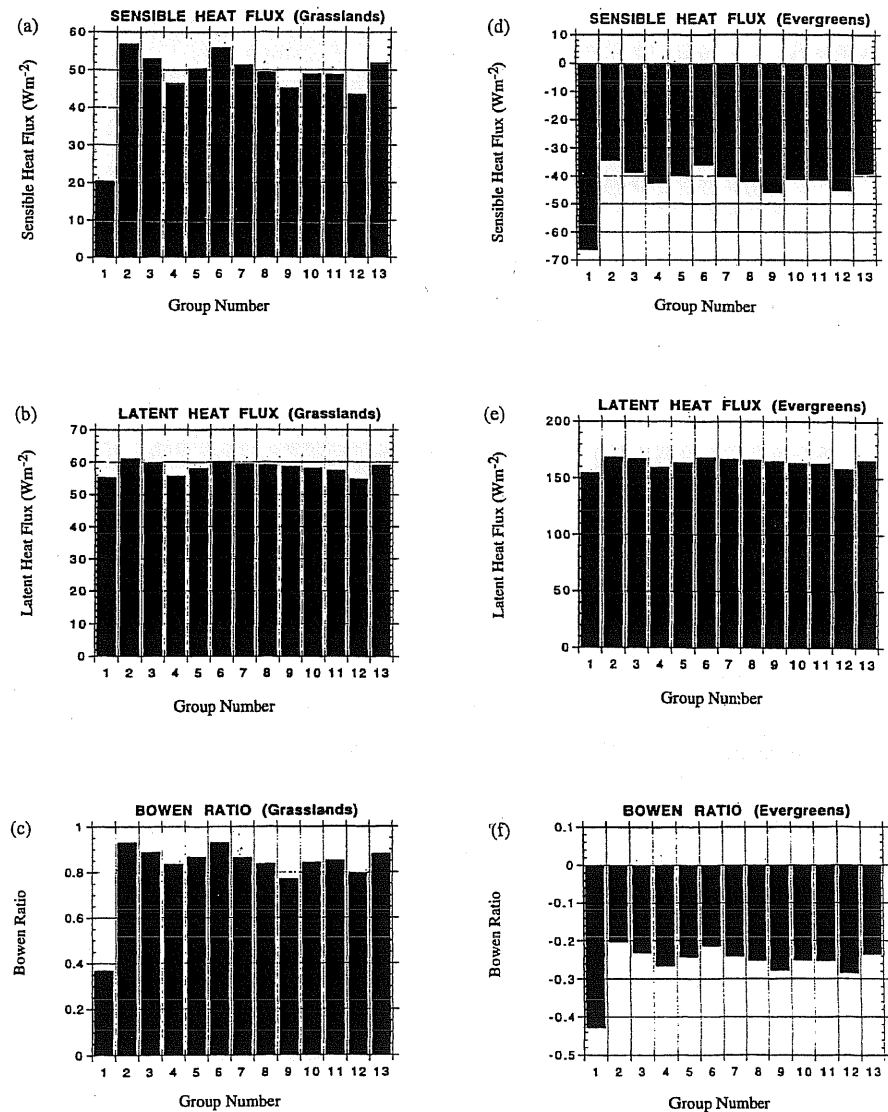 (a)
SENSIBLE HEAT FLUX (Grasslands)
Sensible Heat Flux (Wm-2)
60
50
40
30
20
10
0
1 2 3 4 5 6 7 8 9 10 11 12 13
Group Number
(d)
SENSIBLE HEAT FLUX (Evergreens)
Sensible Heat Flux (Wm-2)
20
10
0
-10
-20
-30
-40
-50
-60
-70
1 2 3 4 5 6 7 8 9 10 11 12 13
Group Number
(b)
LATENT HEAT FLUX (Grasslands)
Latent Heat Flux (Wm-2)
70
60
50
40
30
20
10
0
1 2 3 4 5 6 7 8 9 10 11 12 13
Group Number
(e)
LATENT HEAT FLUX (Evergreens)
Latent Heat Flux (Wm-2)
200
150
100
50
0
1 2 3 4 5 6 7 8 9 10 11 12 13
Group Number
(c)
BOWEN RATIO (Grasslands)
Bowen Ratio
1
0.8
0.6
0.4
0.2
0
1 2 3 4 5 6 7 8 9 10 11 12 13
Group Number
(f)
BOWEN RATIO (Evergreens)
Bowen Ratio
0.1
0
-0.1
-0.2
-0.3
-0.4
-0.5
1 2 3 4 5 6 7 8 9 10 11 12 13
Group Number